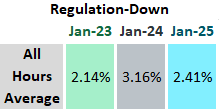 Regulation-Down
Jan-23 Jan-24 Jan-25
All Hours Average 2.14% 3.16% 2.41%